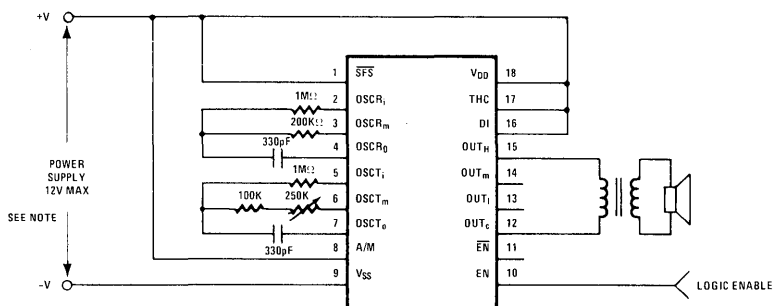 +V
1 SFS VDD 18
1MΩ 2 OSCRi THC 17
200KΩ 3 OSCRm DI 16
330pF 4 OSCR0 OUTH 15
1MΩ 5 OSCTi OUTm 14
100K 250K 6 OSCTm OUTl 13
7 OSCTo OUTc 12
330pF 8 A/M EN 11
9 VSS EN 10
POWER
SUPPLY
12V MAX
SEE NOTE
-V
LOGIC ENABLE